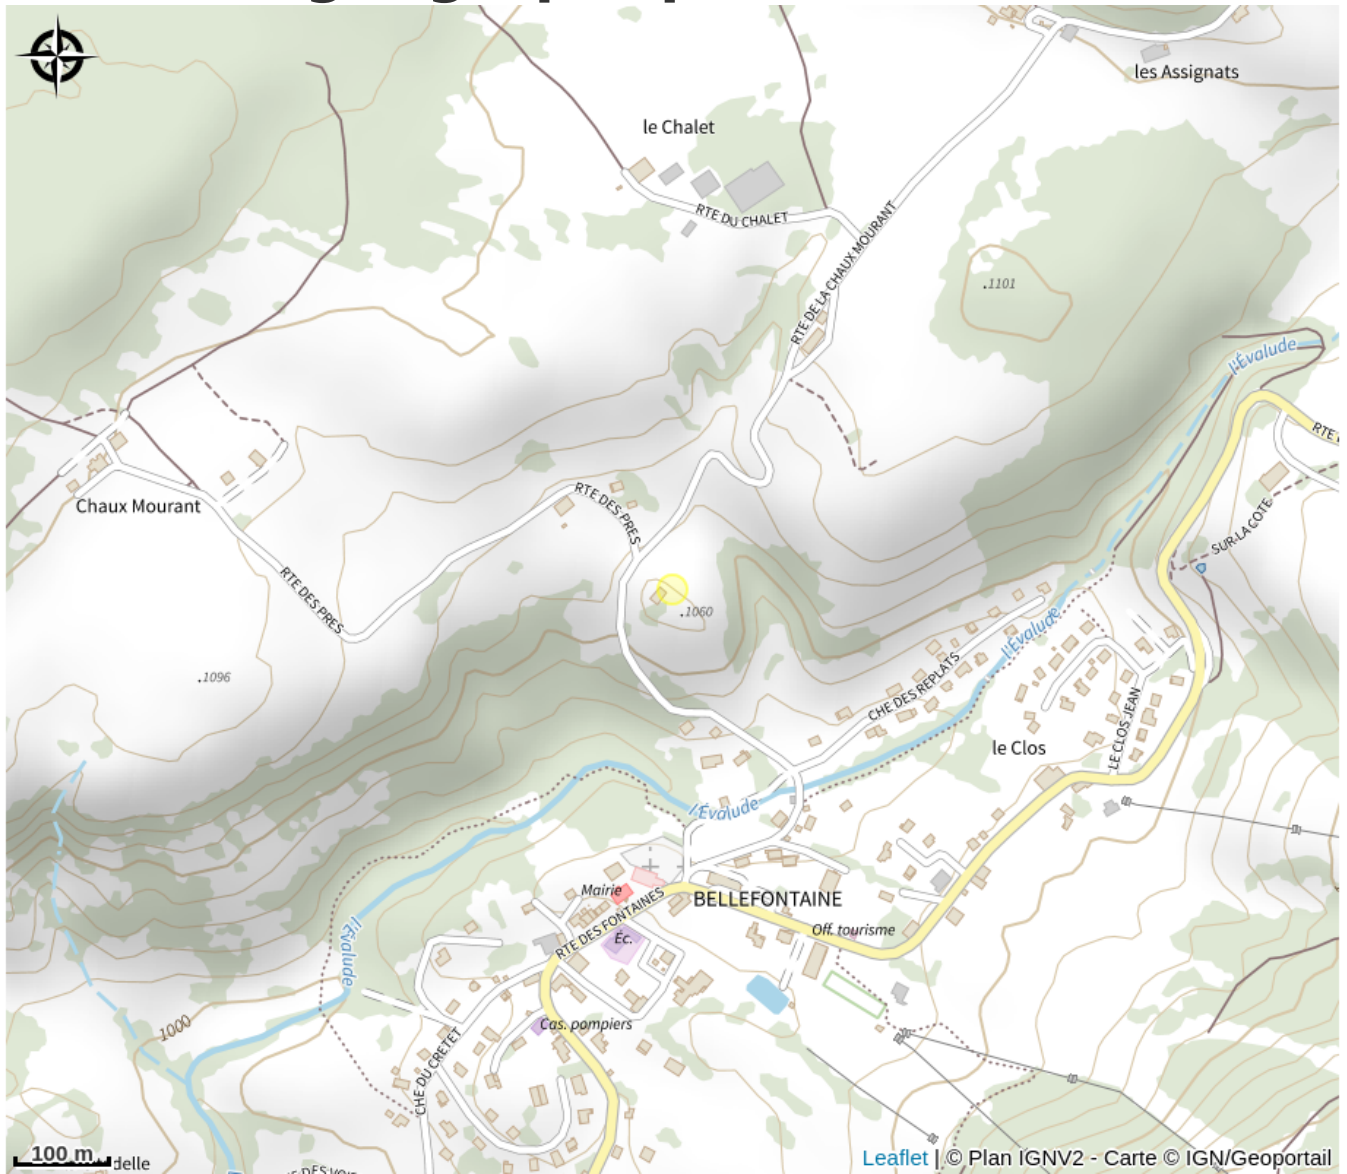 les Assignats
le Chalet
RTE DU CHALET
RTE DE LA CHAUX MOURANT
.1101
l'Évalude
RTE
Chaux Mourant
RTE DES PRES
SUR-LA COTE
RTE DES PRES
.1060
l'Évalude
.1096
CHE DES REPLATS
LE CLOS JEAN
le Clos
l'Évalude
Mairie
BELLEFONTAINE
RTE DES FONTAINES
Éc.
Off. tourisme
l'Évalude
1000
Cas. pompiers
CHE DU CRETET
100 m
delle
Leaflet | © Plan IGNV2 - Carte © IGN/Geoportail